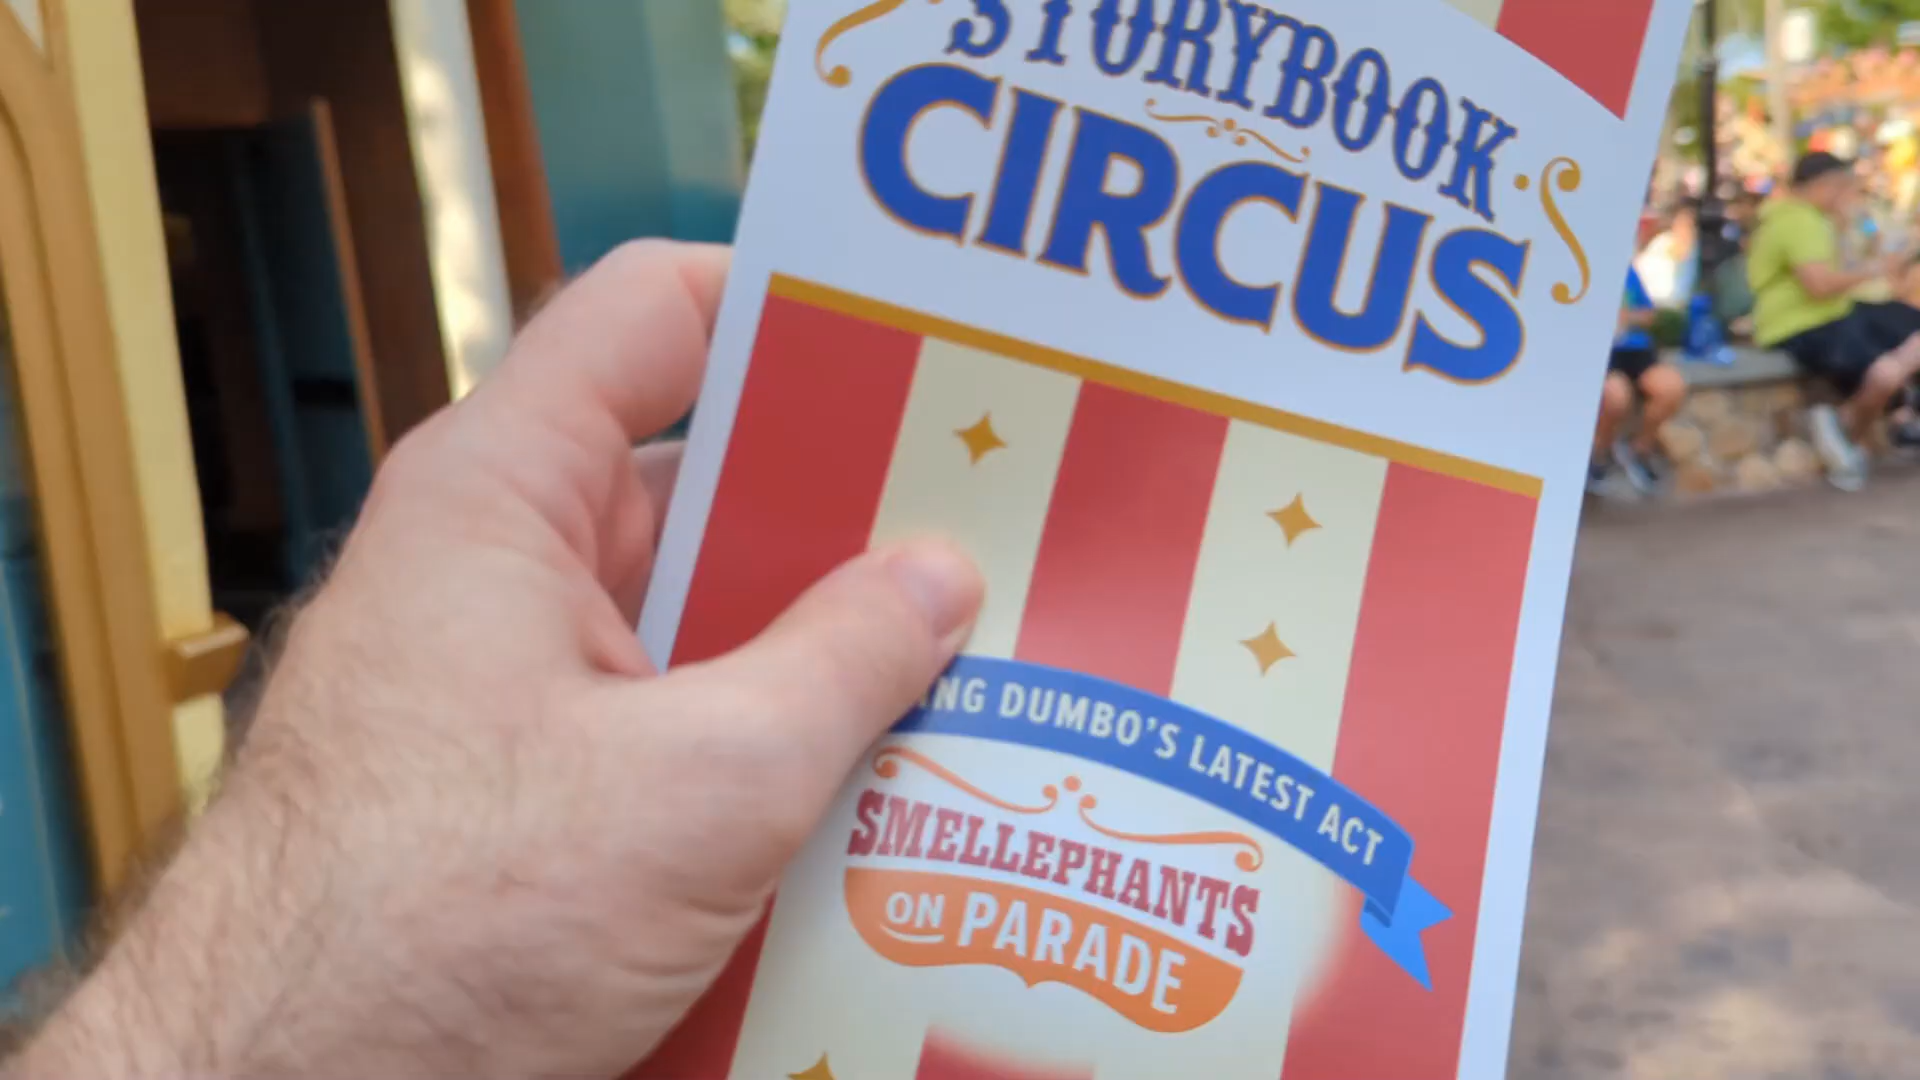 STORYBOOK
CIRCUS
DUMBO'S LATEST ACT
SMELLEPHANTS
ON PARADE